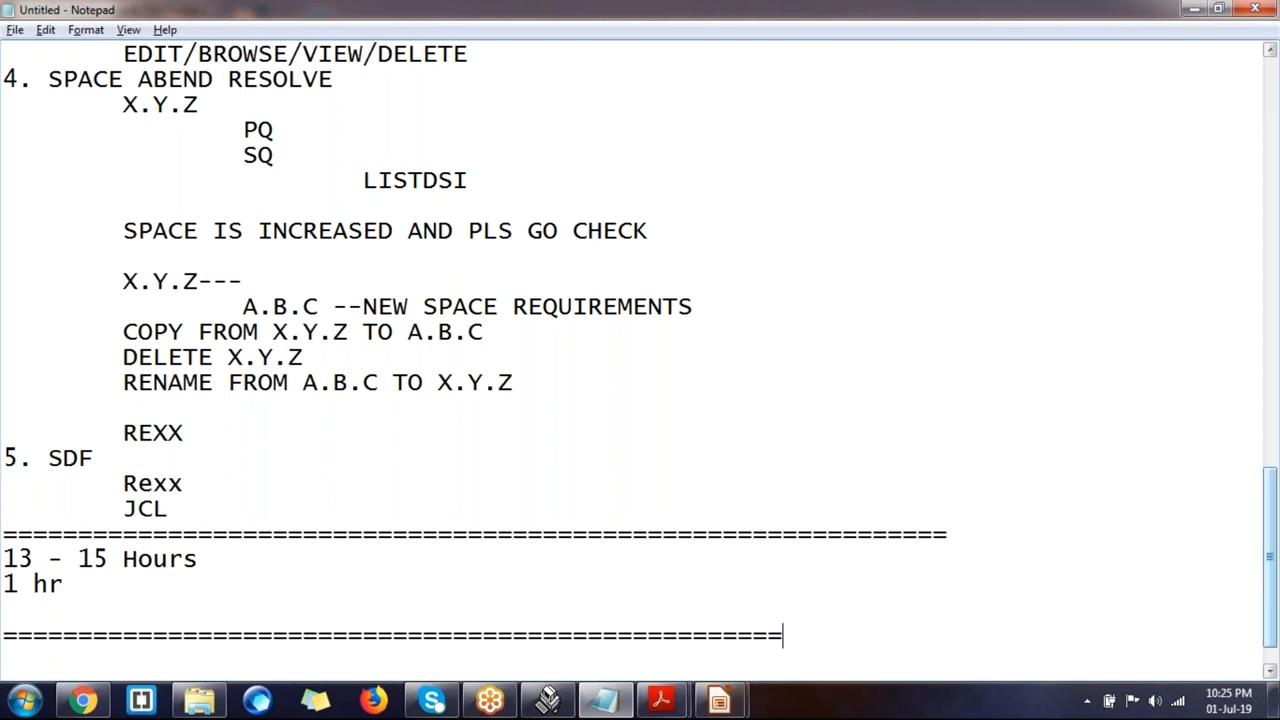 Untitled - Notepad
File Edit Format View Help
EDIT/BROWSE/VIEW/DELETE
4. SPACE ABEND RESOLVE
X.Y.Z
PQ
SQ
LISTDSI
SPACE IS INCREASED AND PLS GO CHECK
X.Y.Z---
A.B.C --NEW SPACE REQUIREMENTS
COPY FROM X.Y.Z TO A.B.C
DELETE X.Y.Z
RENAME FROM A.B.C TO X.Y.Z
REXX
5. SDF
Rexx
JCL
===============================================================
13 - 15 Hours
1 hr
====================================================
10:25 PM
01-Jul-19